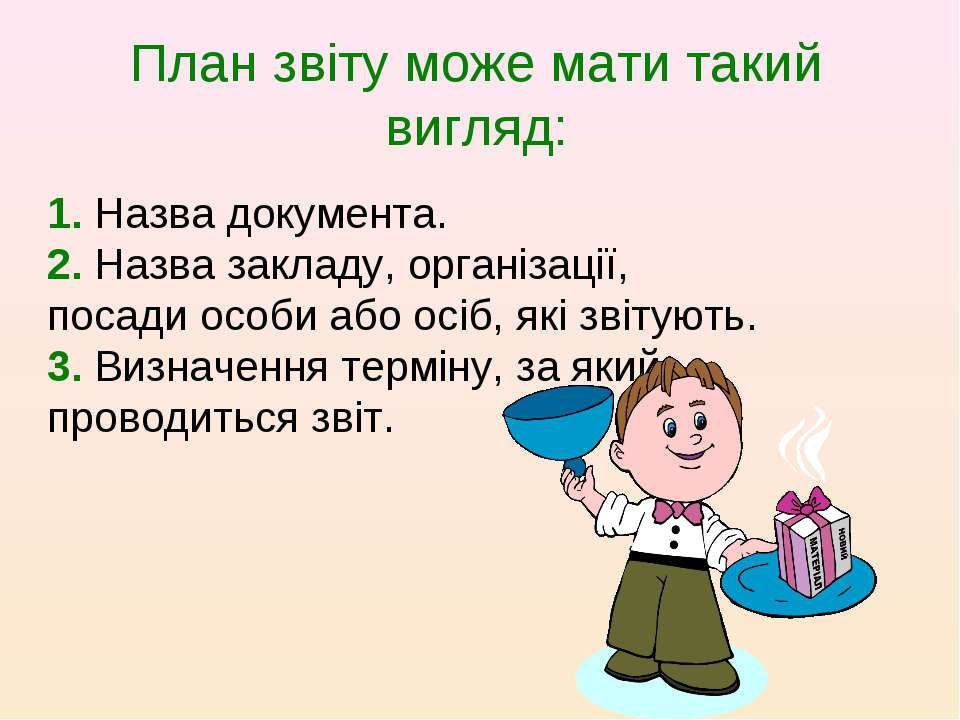 План звіту може мати такий
вигляд:
1. Назва документа.
2. Назва закладу, організації,
посади особи або осіб, які звітують.
3. Визначення терміну, за який
проводиться звіт.
НОВИЙ
МАТЕРІАЛ